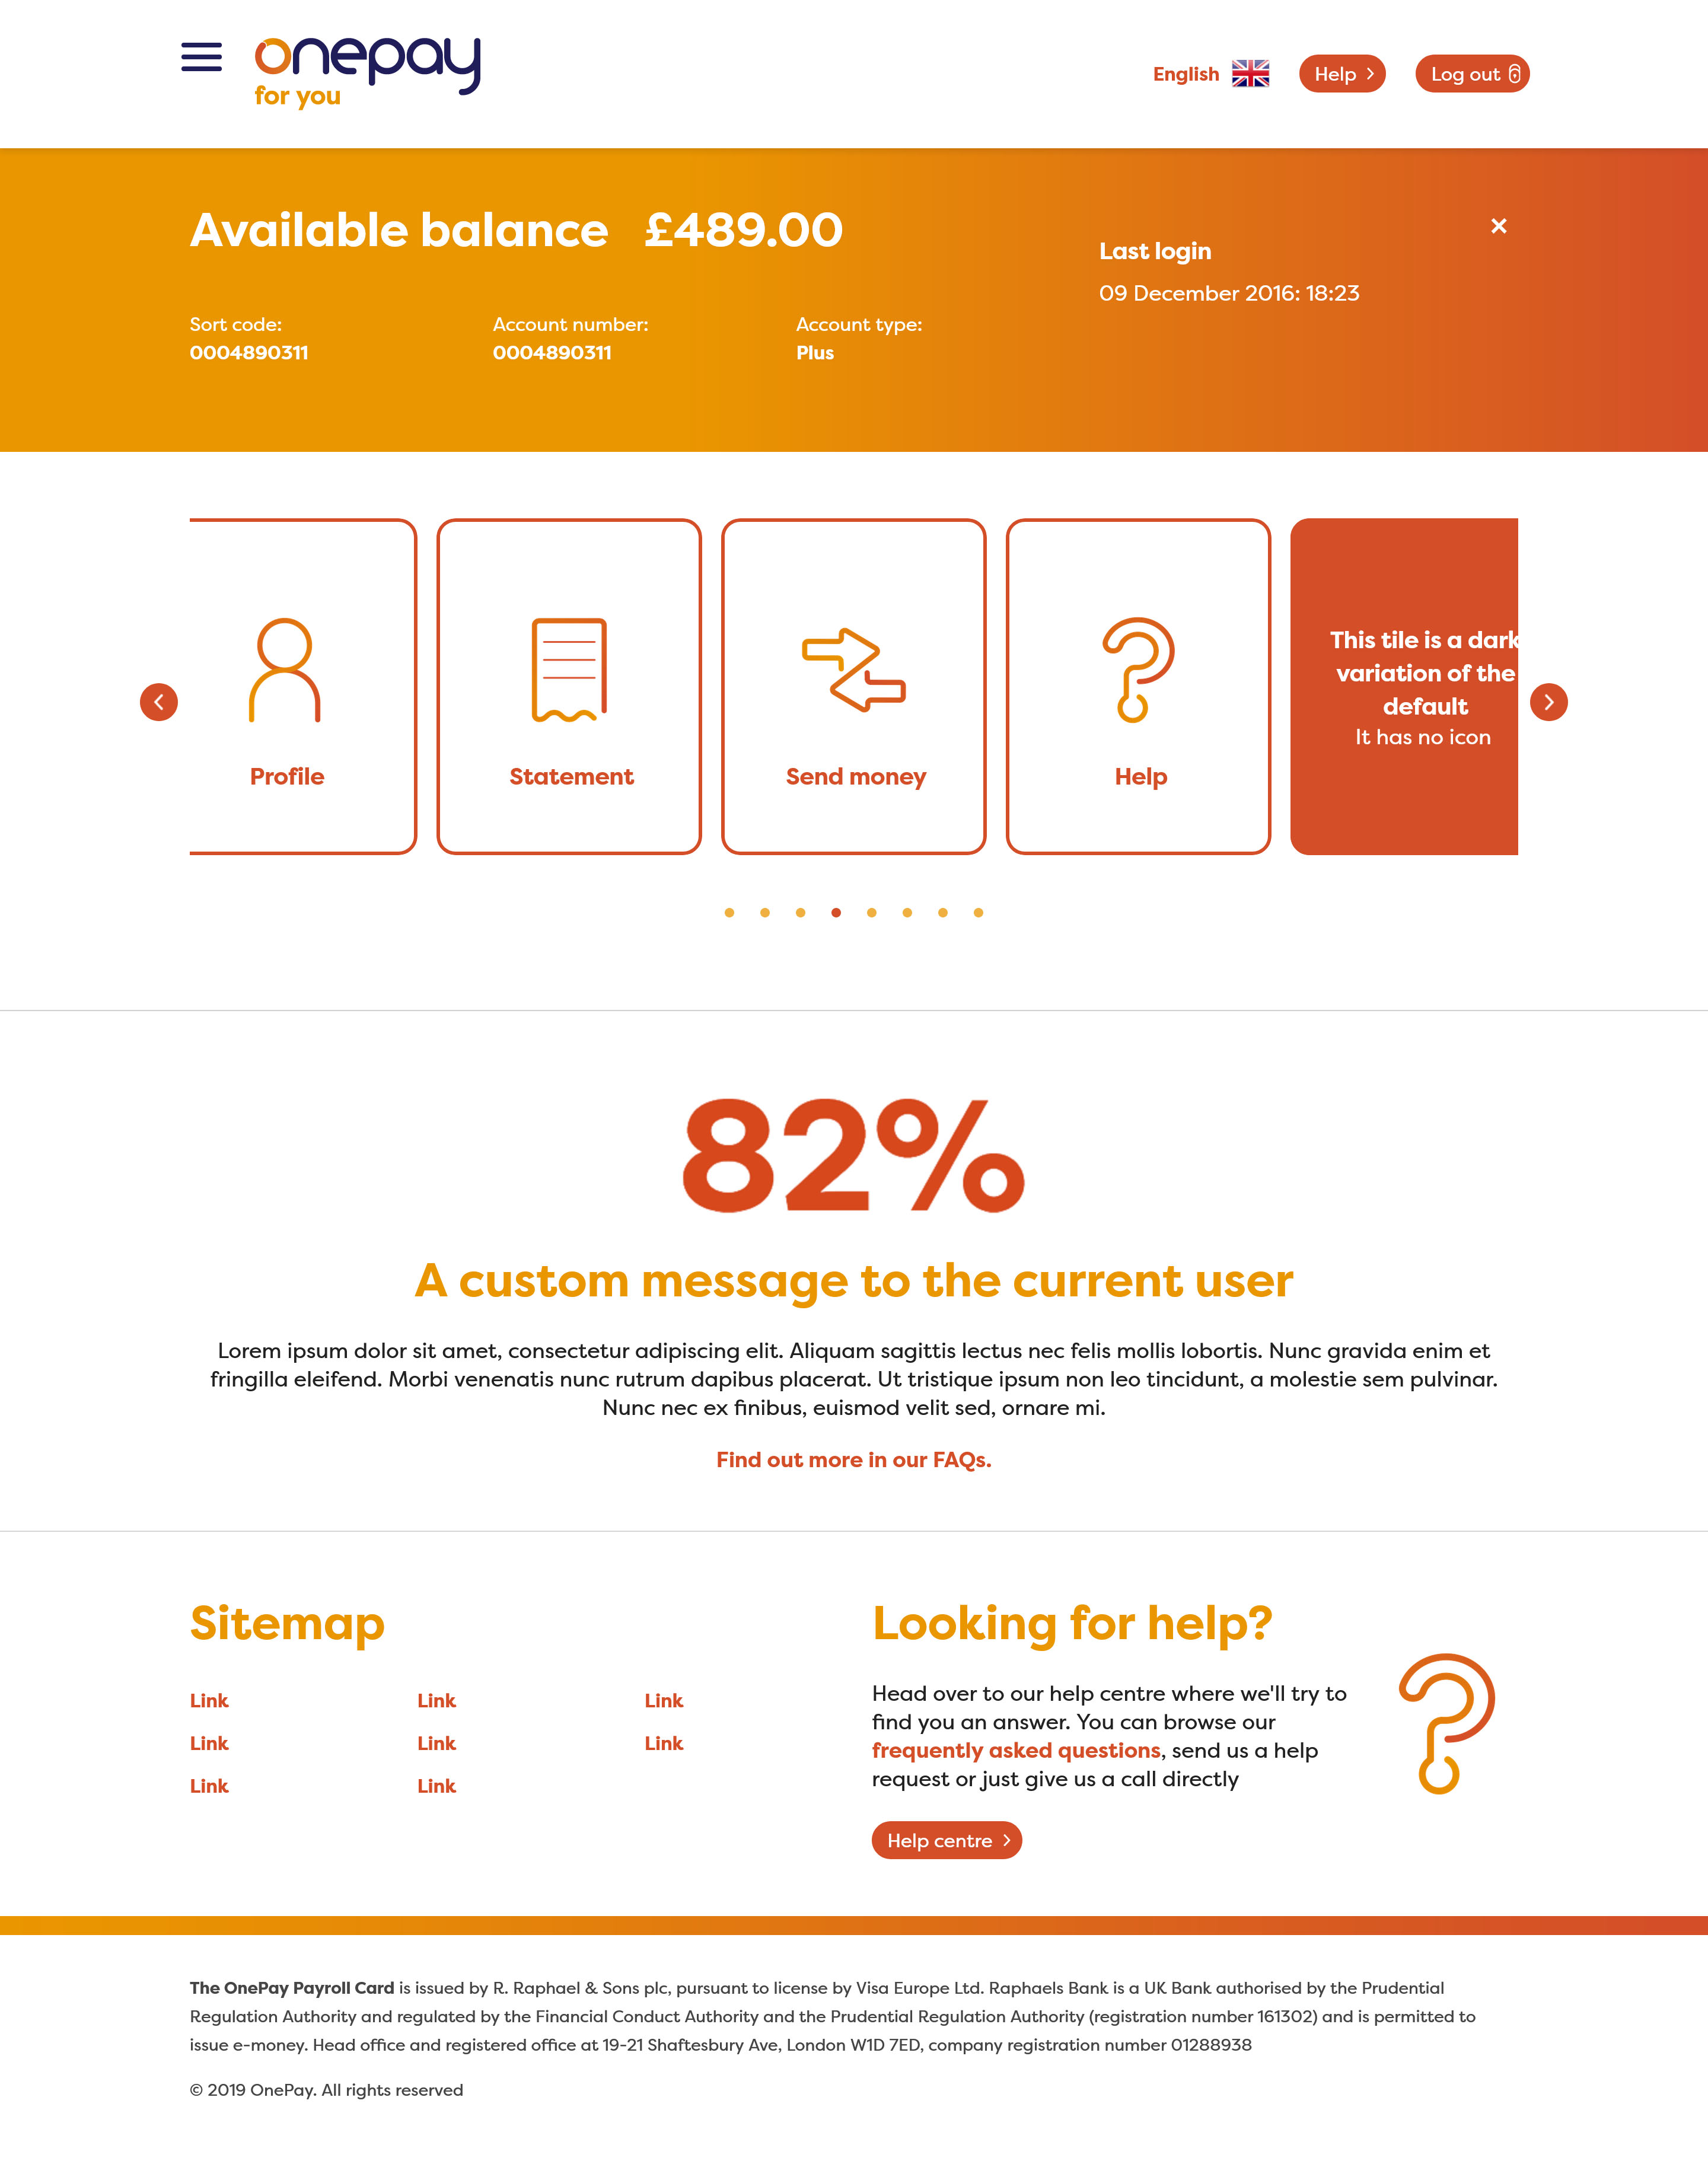 onepay
for you
English
Help
Log out
Available balance £489.00
Last login
09 December 2016: 18:23
Sort code:
0004890311
Account number:
0004890311
Account type:
Plus
Profile
Statement
Send money
Help
This tile is a dark
variation of the
default
It has no icon
82%
A custom message to the current user
Lorem ipsum dolor sit amet, consectetur adipiscing elit. Aliquam sagittis lectus nec felis mollis lobortis. Nunc gravida enim et
fringilla eleifend. Morbi venenatis nunc rutrum dapibus placerat. Ut tristique ipsum non leo tincidunt, a molestie sem pulvinar.
Nunc nec ex finibus, euismod velit sed, ornare mi.
Find out more in our FAQs.
Sitemap
Link Link Link
Link Link Link
Link Link
Looking for help?
Head over to our help centre where we'll try to
find you an answer. You can browse our
frequently asked questions, send us a help
request or just give us a call directly
Help centre
The OnePay Payroll Card is issued by R. Raphael & Sons plc, pursuant to license by Visa Europe Ltd. Raphaels Bank is a UK Bank authorised by the Prudential
Regulation Authority and regulated by the Financial Conduct Authority and the Prudential Regulation Authority (registration number 161302) and is permitted to
issue e-money. Head office and registered office at 19-21 Shaftesbury Ave, London W1D 7ED, company registration number 01288938
© 2019 OnePay. All rights reserved